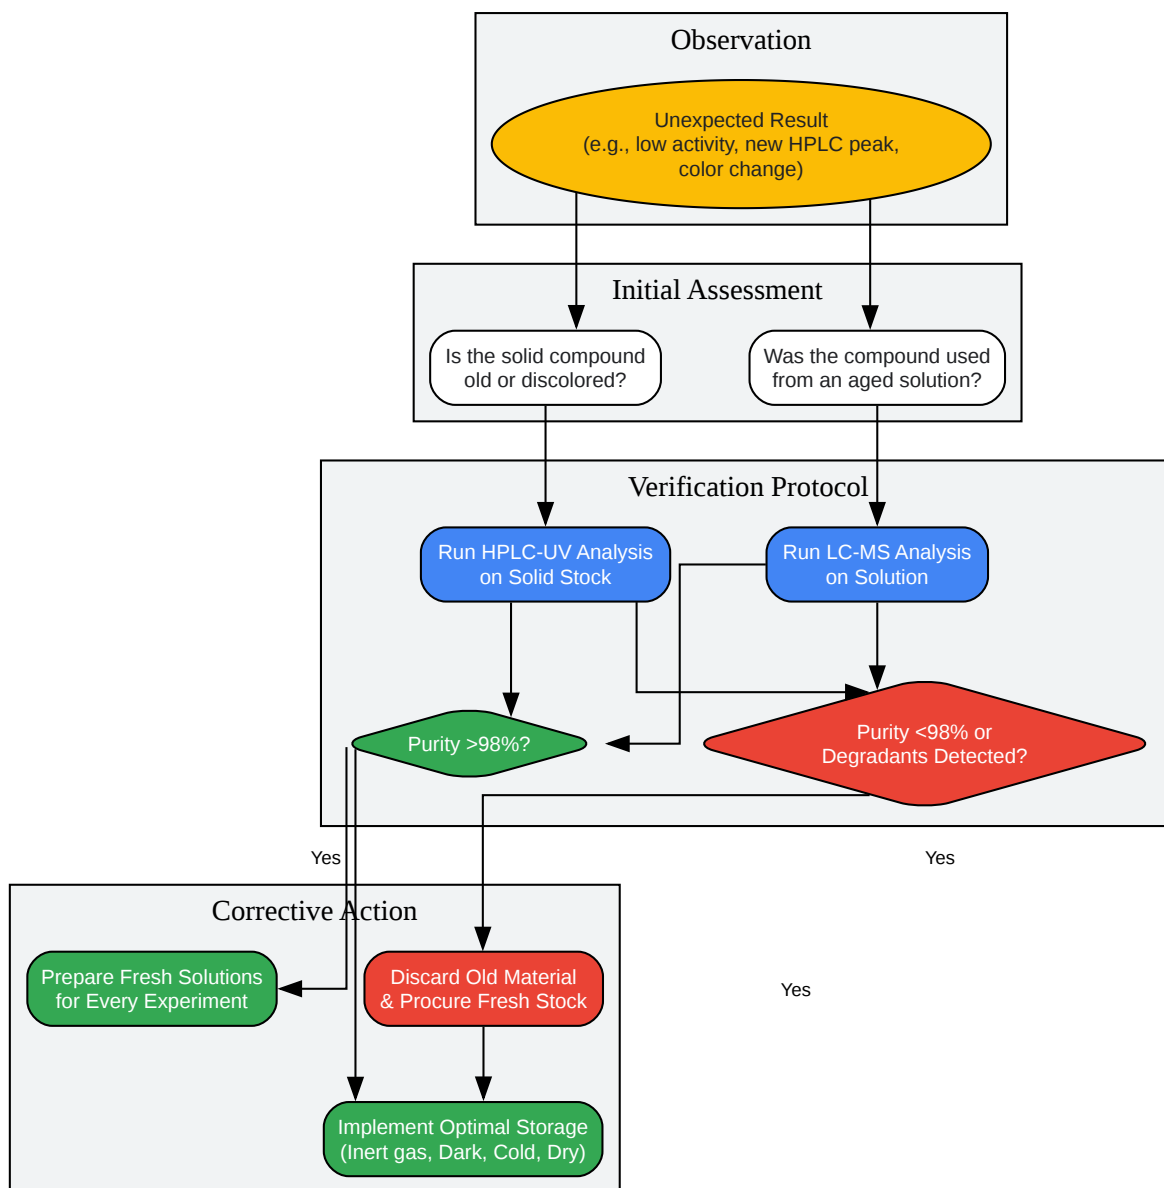 Observation
Unexpected Result
(e.g., low activity, new HPLC peak,
color change)
Initial Assessment
Is the solid compound
old or discolored?
Was the compound used
from an aged solution?
Verification Protocol
Run HPLC-UV Analysis
on Solid Stock
Run LC-MS Analysis
on Solution
Purity >98%?
Purity <98% or
Degradants Detected?
Yes
Yes
Corrective Action
Prepare Fresh Solutions
for Every Experiment
Discard Old Material
& Procure Fresh Stock
Yes
Implement Optimal Storage
(Inert gas, Dark, Cold, Dry)